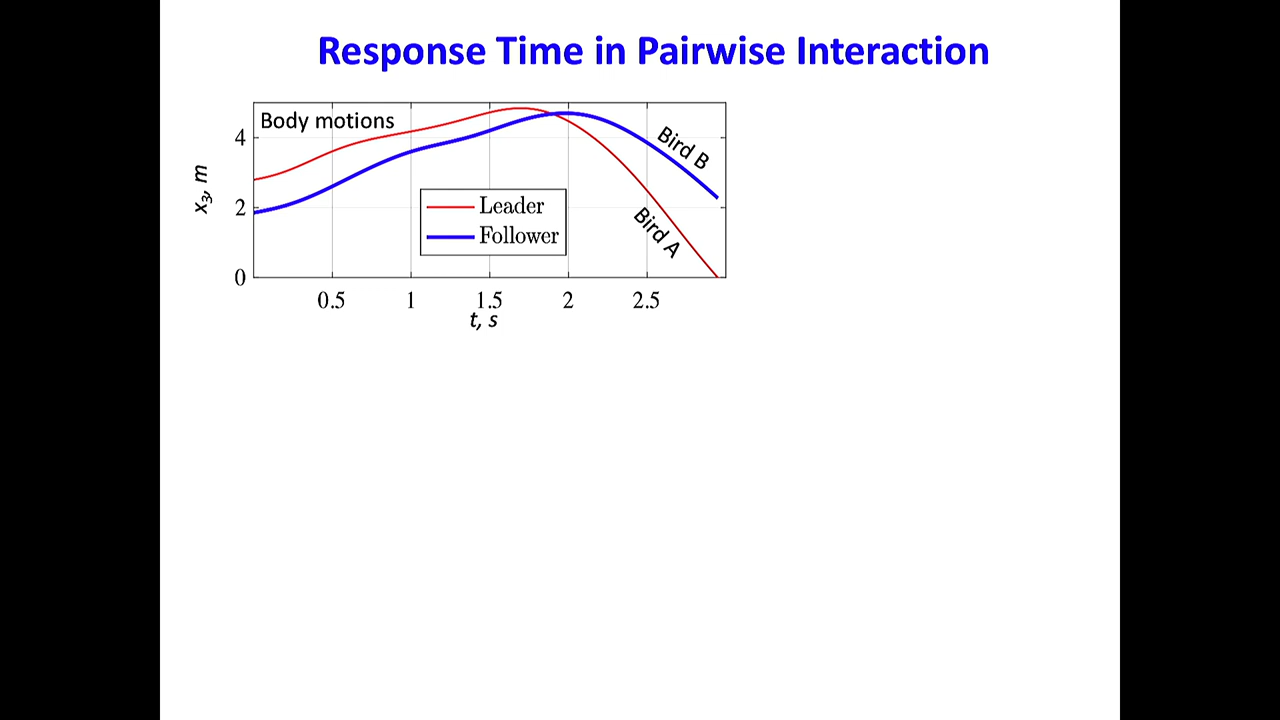 Response Time in Pairwise Interaction
Body motions
4
2
0
x3, m
Leader
Follower
Bird B
Bird A
0.5 1 1.5 2 2.5
t, s